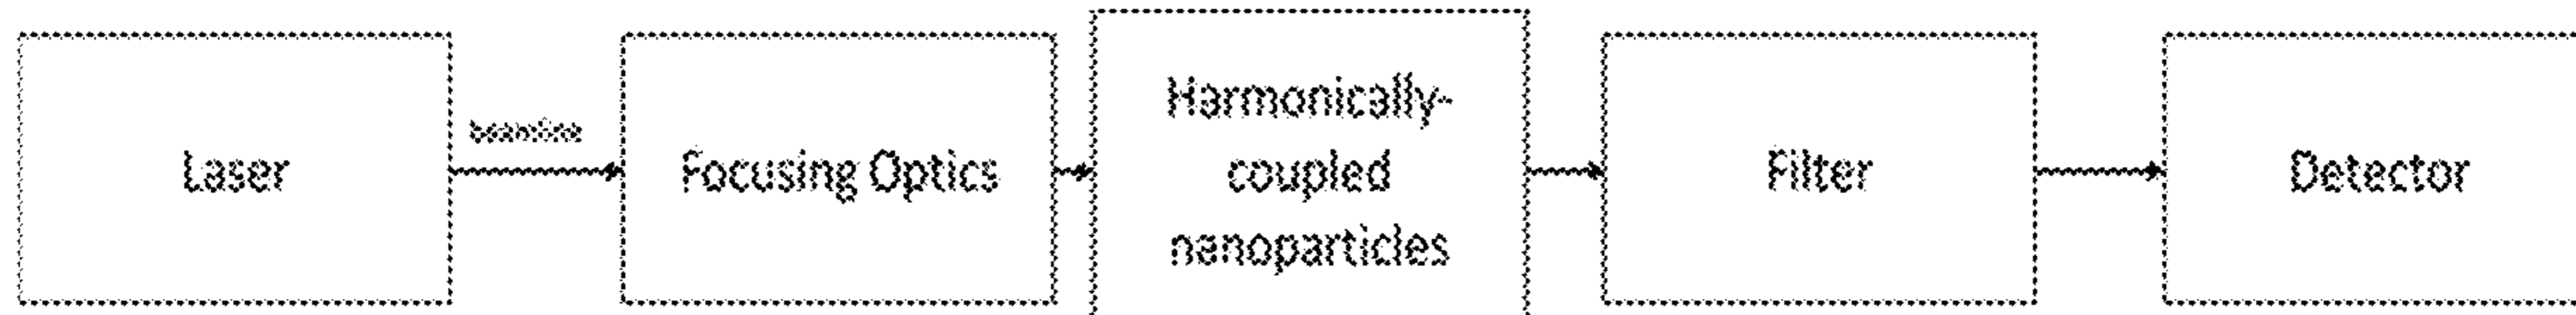 Laser
beamline
Focusing Optics
Harmonically-
coupled
nanoparticles
Filter
Detector